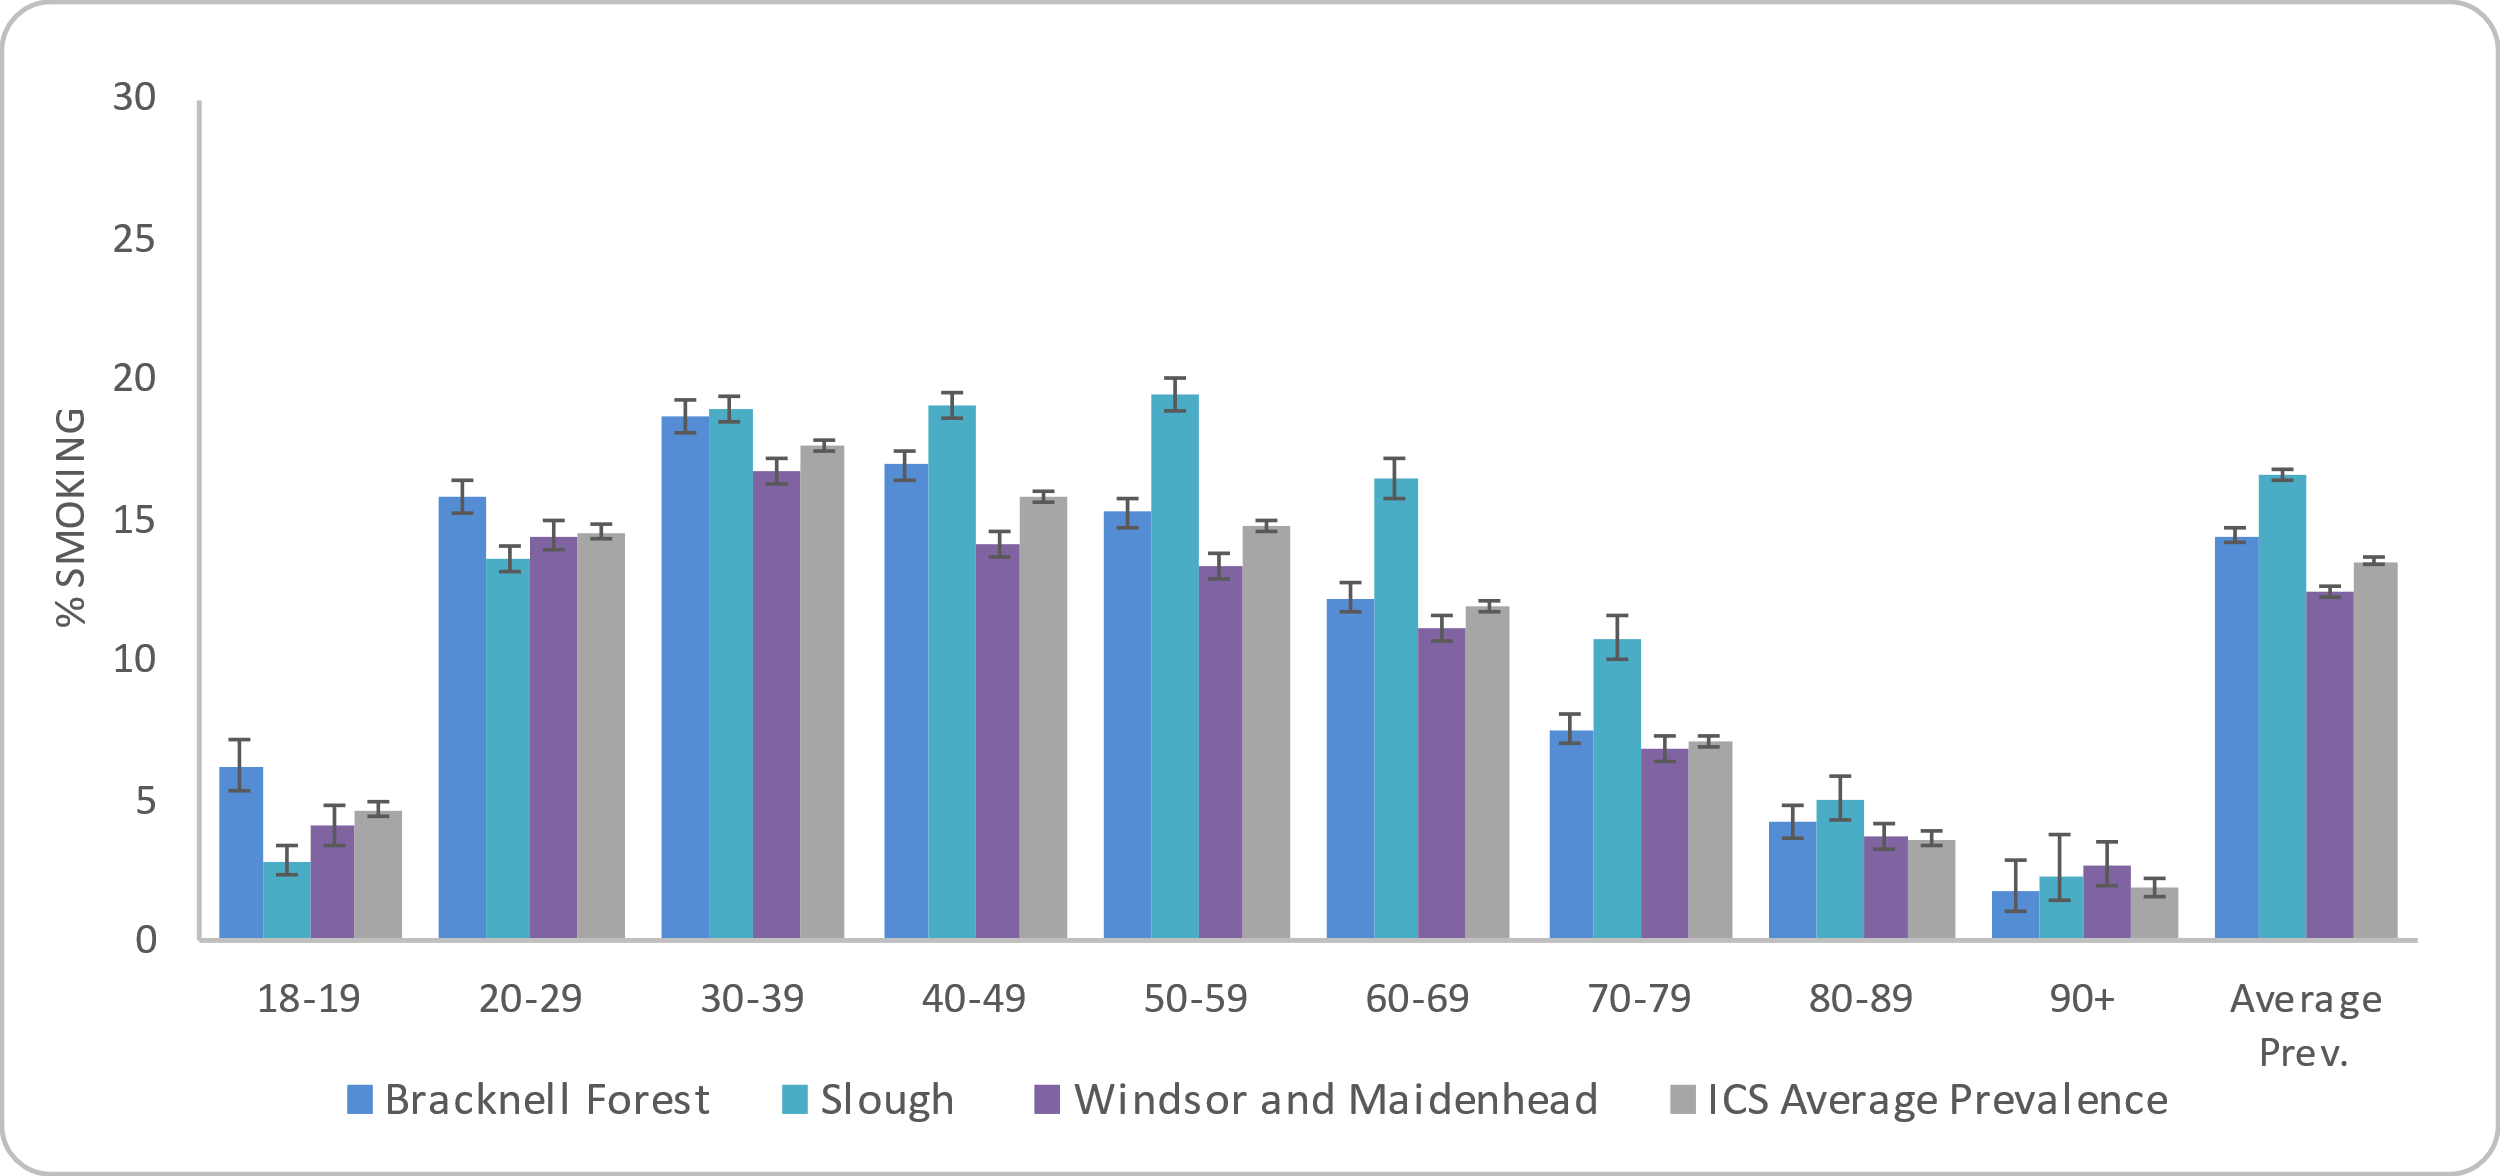 30
25
20
15
10
5
0
% SMOKING
18-19 20-29 30-39 40-49 50-59 60-69 70-79 80-89 90+ Average
Prev.
Bracknell Forest Slough Windsor and Maidenhead ICS Average Prevalence